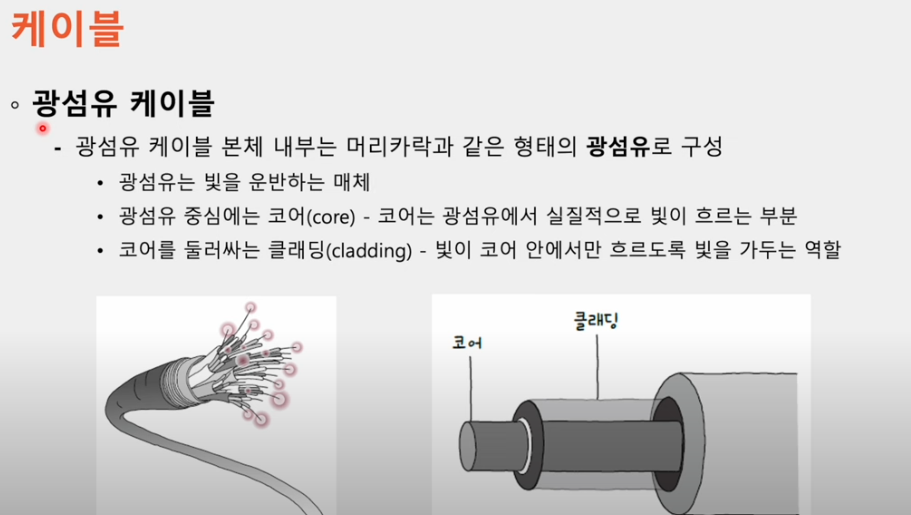 케이블
◦ 광섬유 케이블
- 광섬유 케이블 본체 내부는 머리카락과 같은 형태의 광섬유로 구성
• 광섬유는 빛을 운반하는 매체
• 광섬유 중심에는 코어(core) - 코어는 광섬유에서 실질적으로 빛이 흐르는 부분
• 코어를 둘러싸는 클래딩(cladding) - 빛이 코어 안에서만 흐르도록 빛을 가두는 역할
클래딩
코어